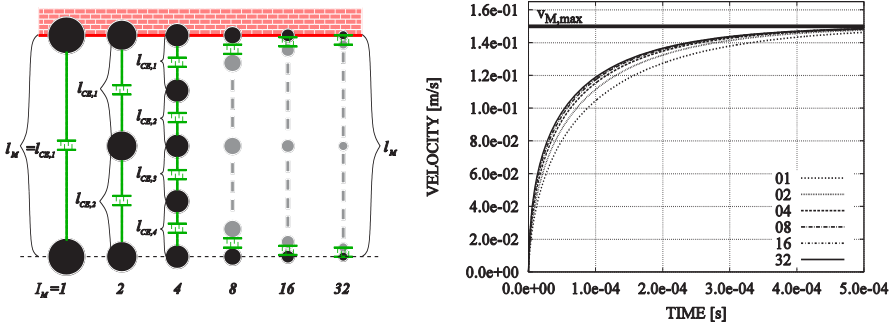 l_CE,1
l_CE,1
l_CE,2
l_M = l_CE,1
l_M
l_CE,3
l_CE,2
l_CE,4
I_M=1 2 4 8 16 32
VELOCITY [m/s]
1.6e-01
1.4e-01
1.2e-01
1.0e-01
8.0e-02
6.0e-02
4.0e-02
2.0e-02
0.0e+00
v_M,max
01
02
04
08
16
32
0.0e+00 1.0e-04 2.0e-04 3.0e-04 4.0e-04 5.0e-04
TIME [s]